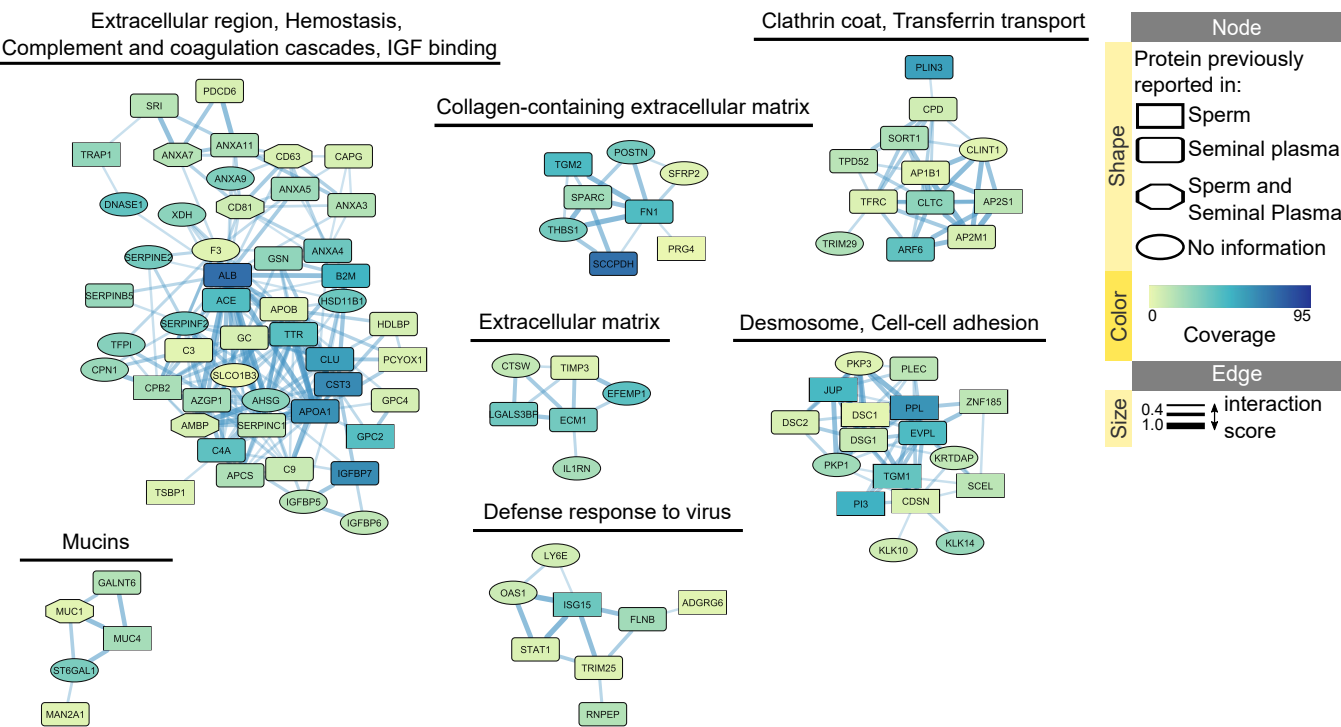 Extracellular region, Hemostasis,
Complement and coagulation cascades, IGF binding
PDCD6
SRI
TRAP1
ANXA7
ANXA11
CD63
CAPG
ANXA9
ANXA5
DNASE1
XDH
CD81
ANXA3
F3
SERPINE2
GSN
ANXA4
ALB
B2M
SERPINB5
ACE
HSD11B1
APOB
SERPINF2
HDLBP
TFPI
GC
TTR
C3
CLU
PCYOX1
CPN1
SLCO1B3
CPB2
CST3
AZGP1
AHSG
GPC4
APOA1
AMBP
SERPINC1
GPC2
C4A
APCS
C9
IGFBP7
TSBP1
IGFBP5
IGFBP6
Mucins
GALNT6
MUC1
MUC4
ST6GAL1
MAN2A1
Collagen-containing extracellular matrix
POSTN
TGM2
SFRP2
SPARC
FN1
THBS1
PRG4
SCCPDH
Extracellular matrix
CTSW
TIMP3
EFEMP1
LGALS3BP
ECM1
IL1RN
Defense response to virus
LY6E
OAS1
ISG15
ADGRG6
FLNB
STAT1
TRIM25
RNPEP
Clathrin coat, Transferrin transport
PLIN3
CPD
SORT1
CLINT1
TPD52
AP1B1
TFRC
CLTC
AP2S1
TRIM29
ARF6
AP2M1
Desmosome, Cell-cell adhesion
PKP3
PLEC
JUP
ZNF185
DSC1
PPL
DSC2
DSG1
EVPL
KRTDAP
PKP1
TGM1
SCEL
PI3
CDSN
KLK10
KLK14
Node
Shape
Protein previously
reported in:
Sperm
Seminal plasma
Sperm and
Seminal Plasma
No information
Color
0
95
Coverage
Edge
Size
0.4
1.0
interaction
score